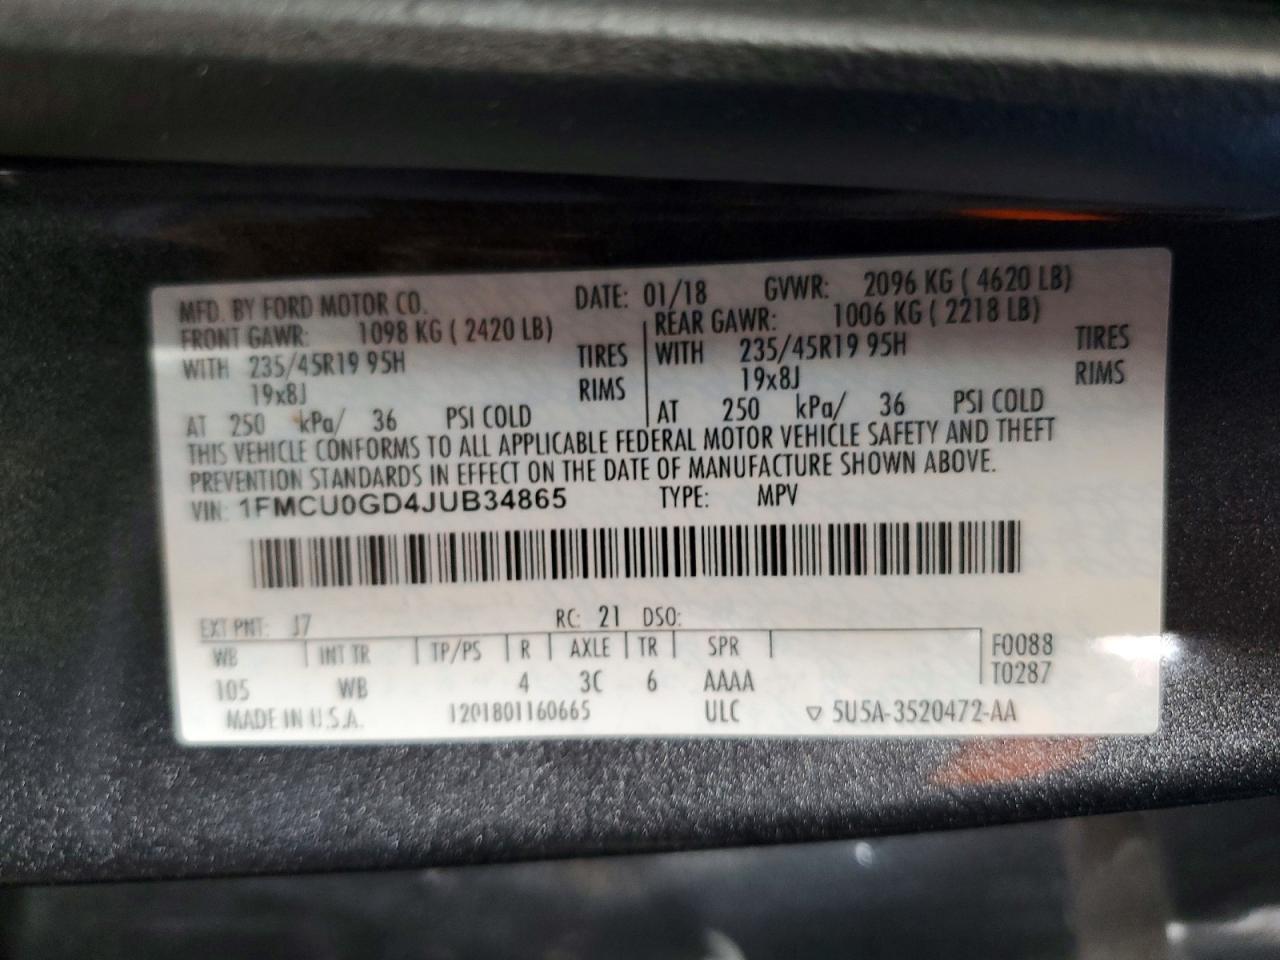 MFD. BY FORD MOTOR CO. DATE: 01/18 GVWR: 2096 KG ( 4620 LB)
FRONT GAWR: 1098 KG ( 2420 LB) REAR GAWR: 1006 KG ( 2218 LB)
WITH 235/45R19 95H TIRES WITH 235/45R19 95H TIRES
19x8J RIMS 19x8J RIMS
AT 250 kPa/ 36 PSI COLD AT 250 kPa/ 36 PSI COLD
THIS VEHICLE CONFORMS TO ALL APPLICABLE FEDERAL MOTOR VEHICLE SAFETY AND THEFT
PREVENTION STANDARDS IN EFFECT ON THE DATE OF MANUFACTURE SHOWN ABOVE.
VIN: 1FMCU0GD4JUB34865 TYPE: MPV
EXT PNT: J7 RC: 21 DSO:
WB INT TR TP/PS R AXLE TR SPR F0088
105 WB 4 3C 6 AAAA T0287
MADE IN U.S.A. 1201801160665 ULC ▽ 5U5A-3520472-AA